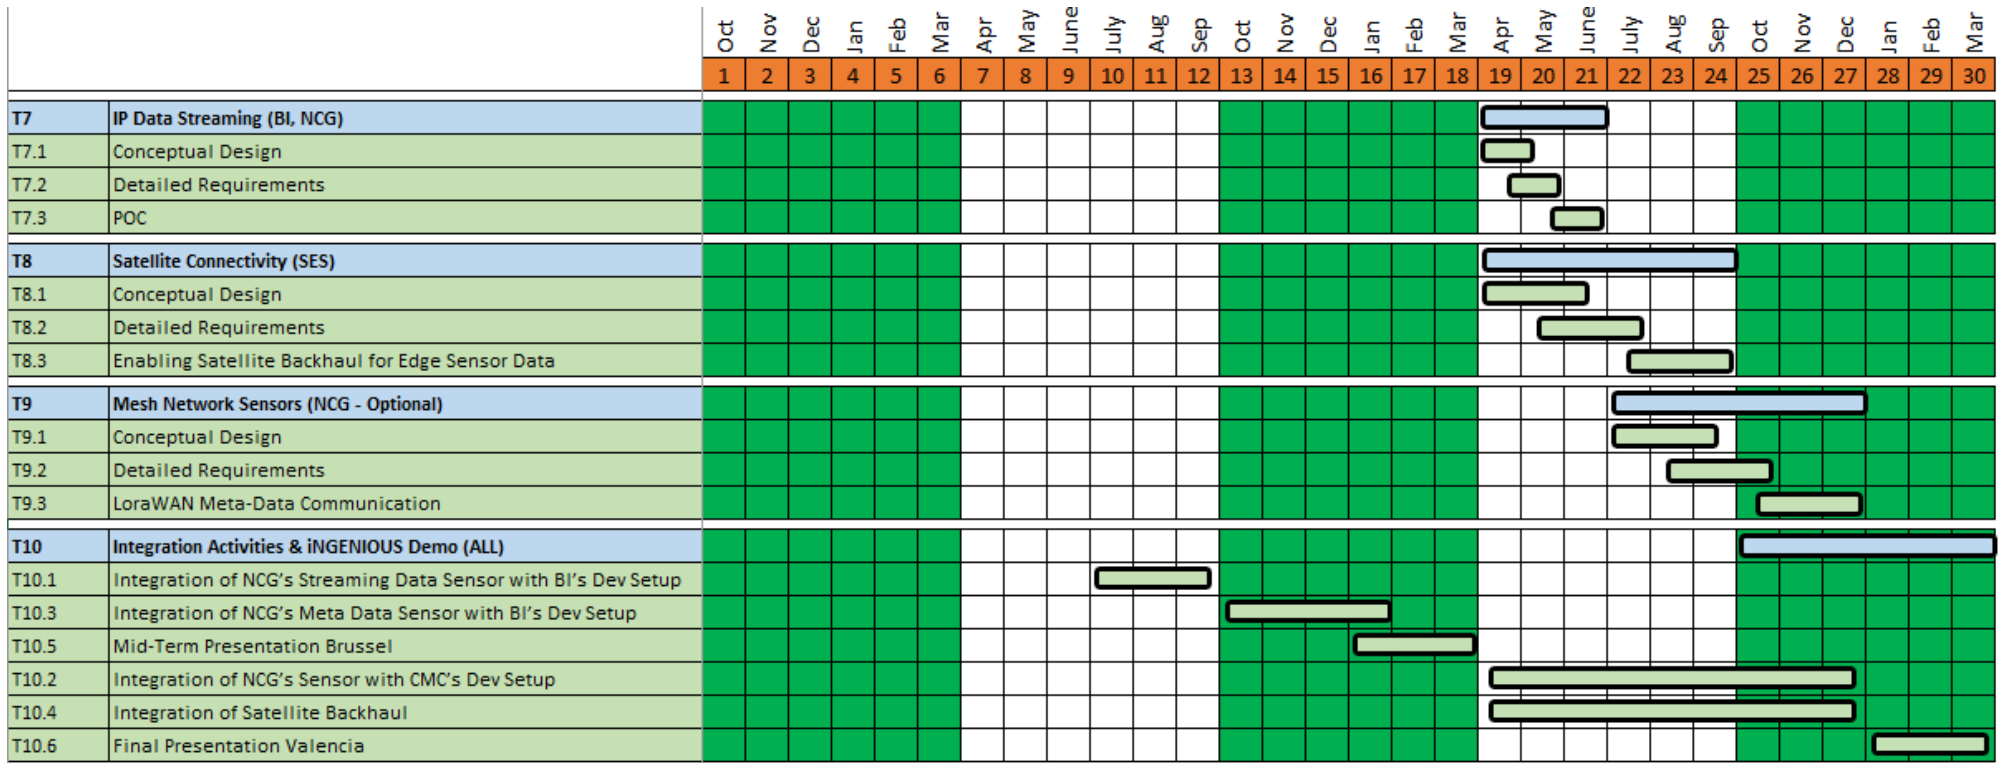 Oct Nov Dec Jan Feb Mar Apr May June July Aug Sep Oct Nov Dec Jan Feb Mar Apr May June July Aug Sep Oct Nov Dec Jan Feb Mar
1 2 3 4 5 6 7 8 9 10 11 12 13 14 15 16 17 18 19 20 21 22 23 24 25 26 27 28 29 30
T7 IP Data Streaming (BI, NCG)
T7.1 Conceptual Design
T7.2 Detailed Requirements
T7.3 POC
T8 Satellite Connectivity (SES)
T8.1 Conceptual Design
T8.2 Detailed Requirements
T8.3 Enabling Satellite Backhaul for Edge Sensor Data
T9 Mesh Network Sensors (NCG - Optional)
T9.1 Conceptual Design
T9.2 Detailed Requirements
T9.3 LoraWAN Meta-Data Communication
T10 Integration Activities & iNGENIOUS Demo (ALL)
T10.1 Integration of NCG's Streaming Data Sensor with BI's Dev Setup
T10.3 Integration of NCG's Meta Data Sensor with BI's Dev Setup
T10.5 Mid-Term Presentation Brussel
T10.2 Integration of NCG's Sensor with CMC's Dev Setup
T10.4 Integration of Satellite Backhaul
T10.6 Final Presentation Valencia